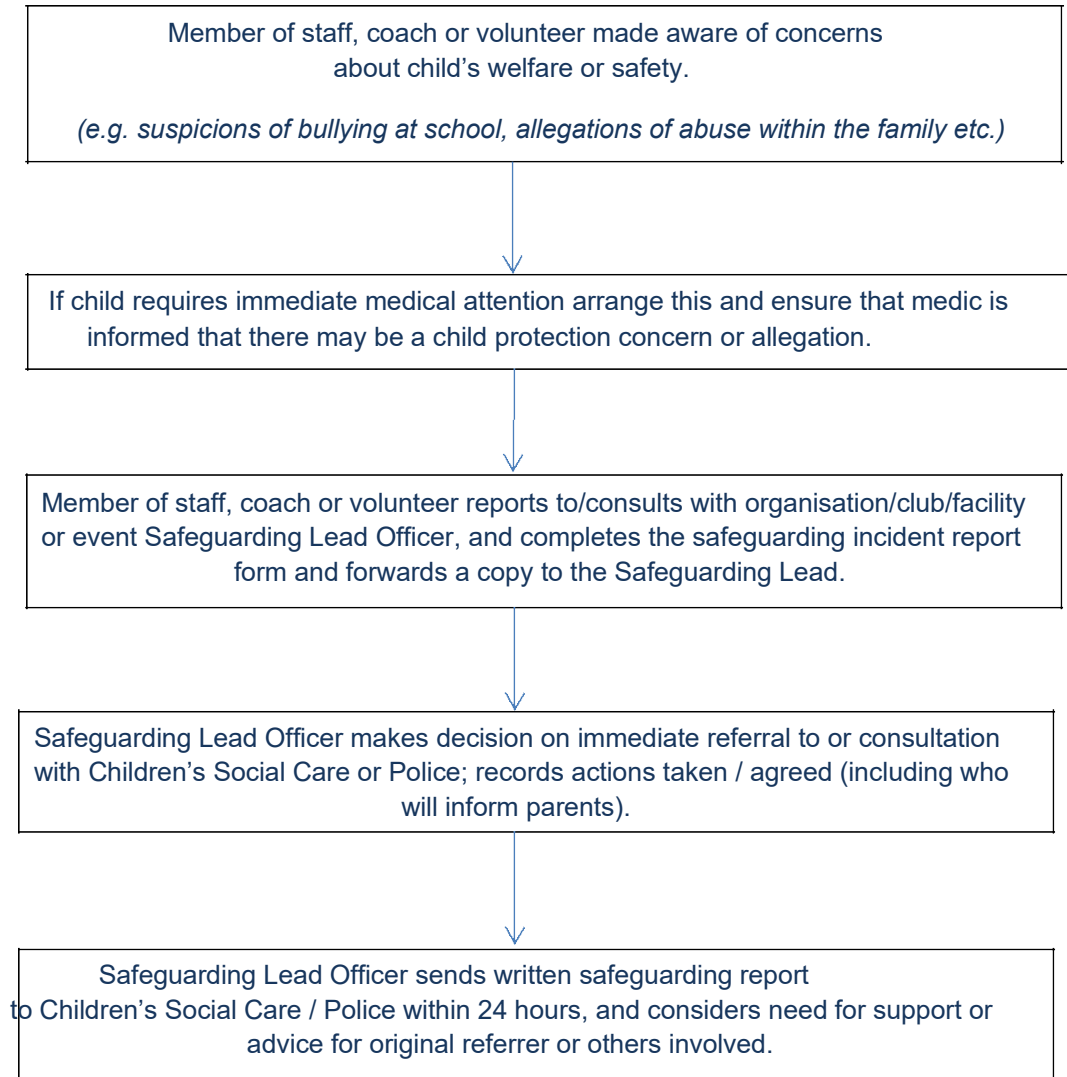 Member of staff, coach or volunteer made aware of concerns
about child’s welfare or safety.
(e.g. suspicions of bullying at school, allegations of abuse within the family etc.)
If child requires immediate medical attention arrange this and ensure that medic is
informed that there may be a child protection concern or allegation.
Member of staff, coach or volunteer reports to/consults with organisation/club/facility
or event Safeguarding Lead Officer, and completes the safeguarding incident report
form and forwards a copy to the Safeguarding Lead.
Safeguarding Lead Officer makes decision on immediate referral to or consultation
with Children’s Social Care or Police; records actions taken / agreed (including who
will inform parents).
Safeguarding Lead Officer sends written safeguarding report
to Children’s Social Care / Police within 24 hours, and considers need for support or
advice for original referrer or others involved.